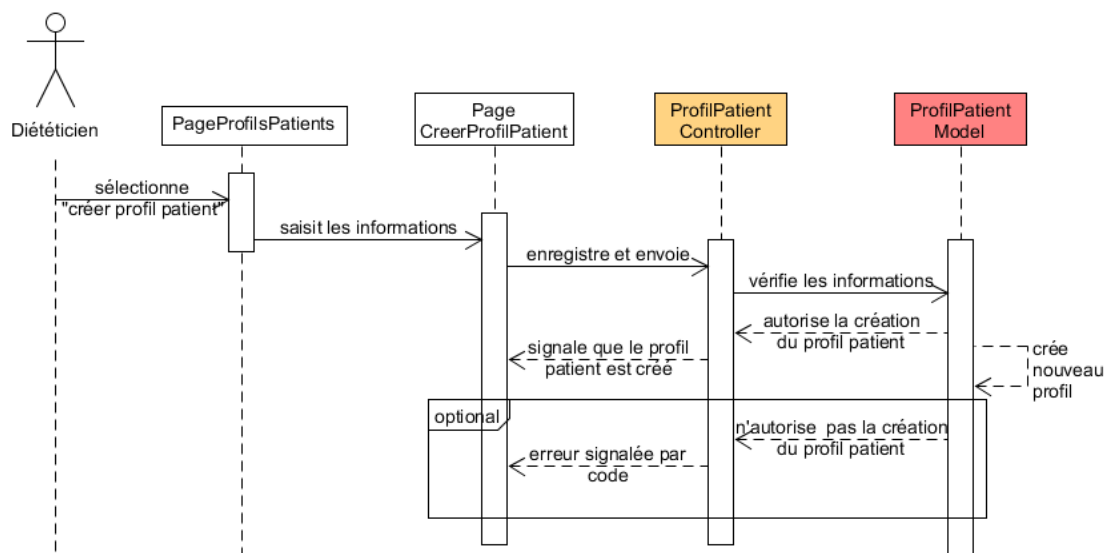 Diététicien
PageProfilsPatients
Page
CreerProfilPatient
ProfilPatient
Controller
ProfilPatient
Model
sélectionne
"créer profil patient"
saisit les informations
enregistre et envoie
vérifie les informations
autorise la création
du profil patient
signale que le profil
patient est créé
crée
nouveau
profil
optional
n'autorise  pas la création
du profil patient
erreur signalée par
code